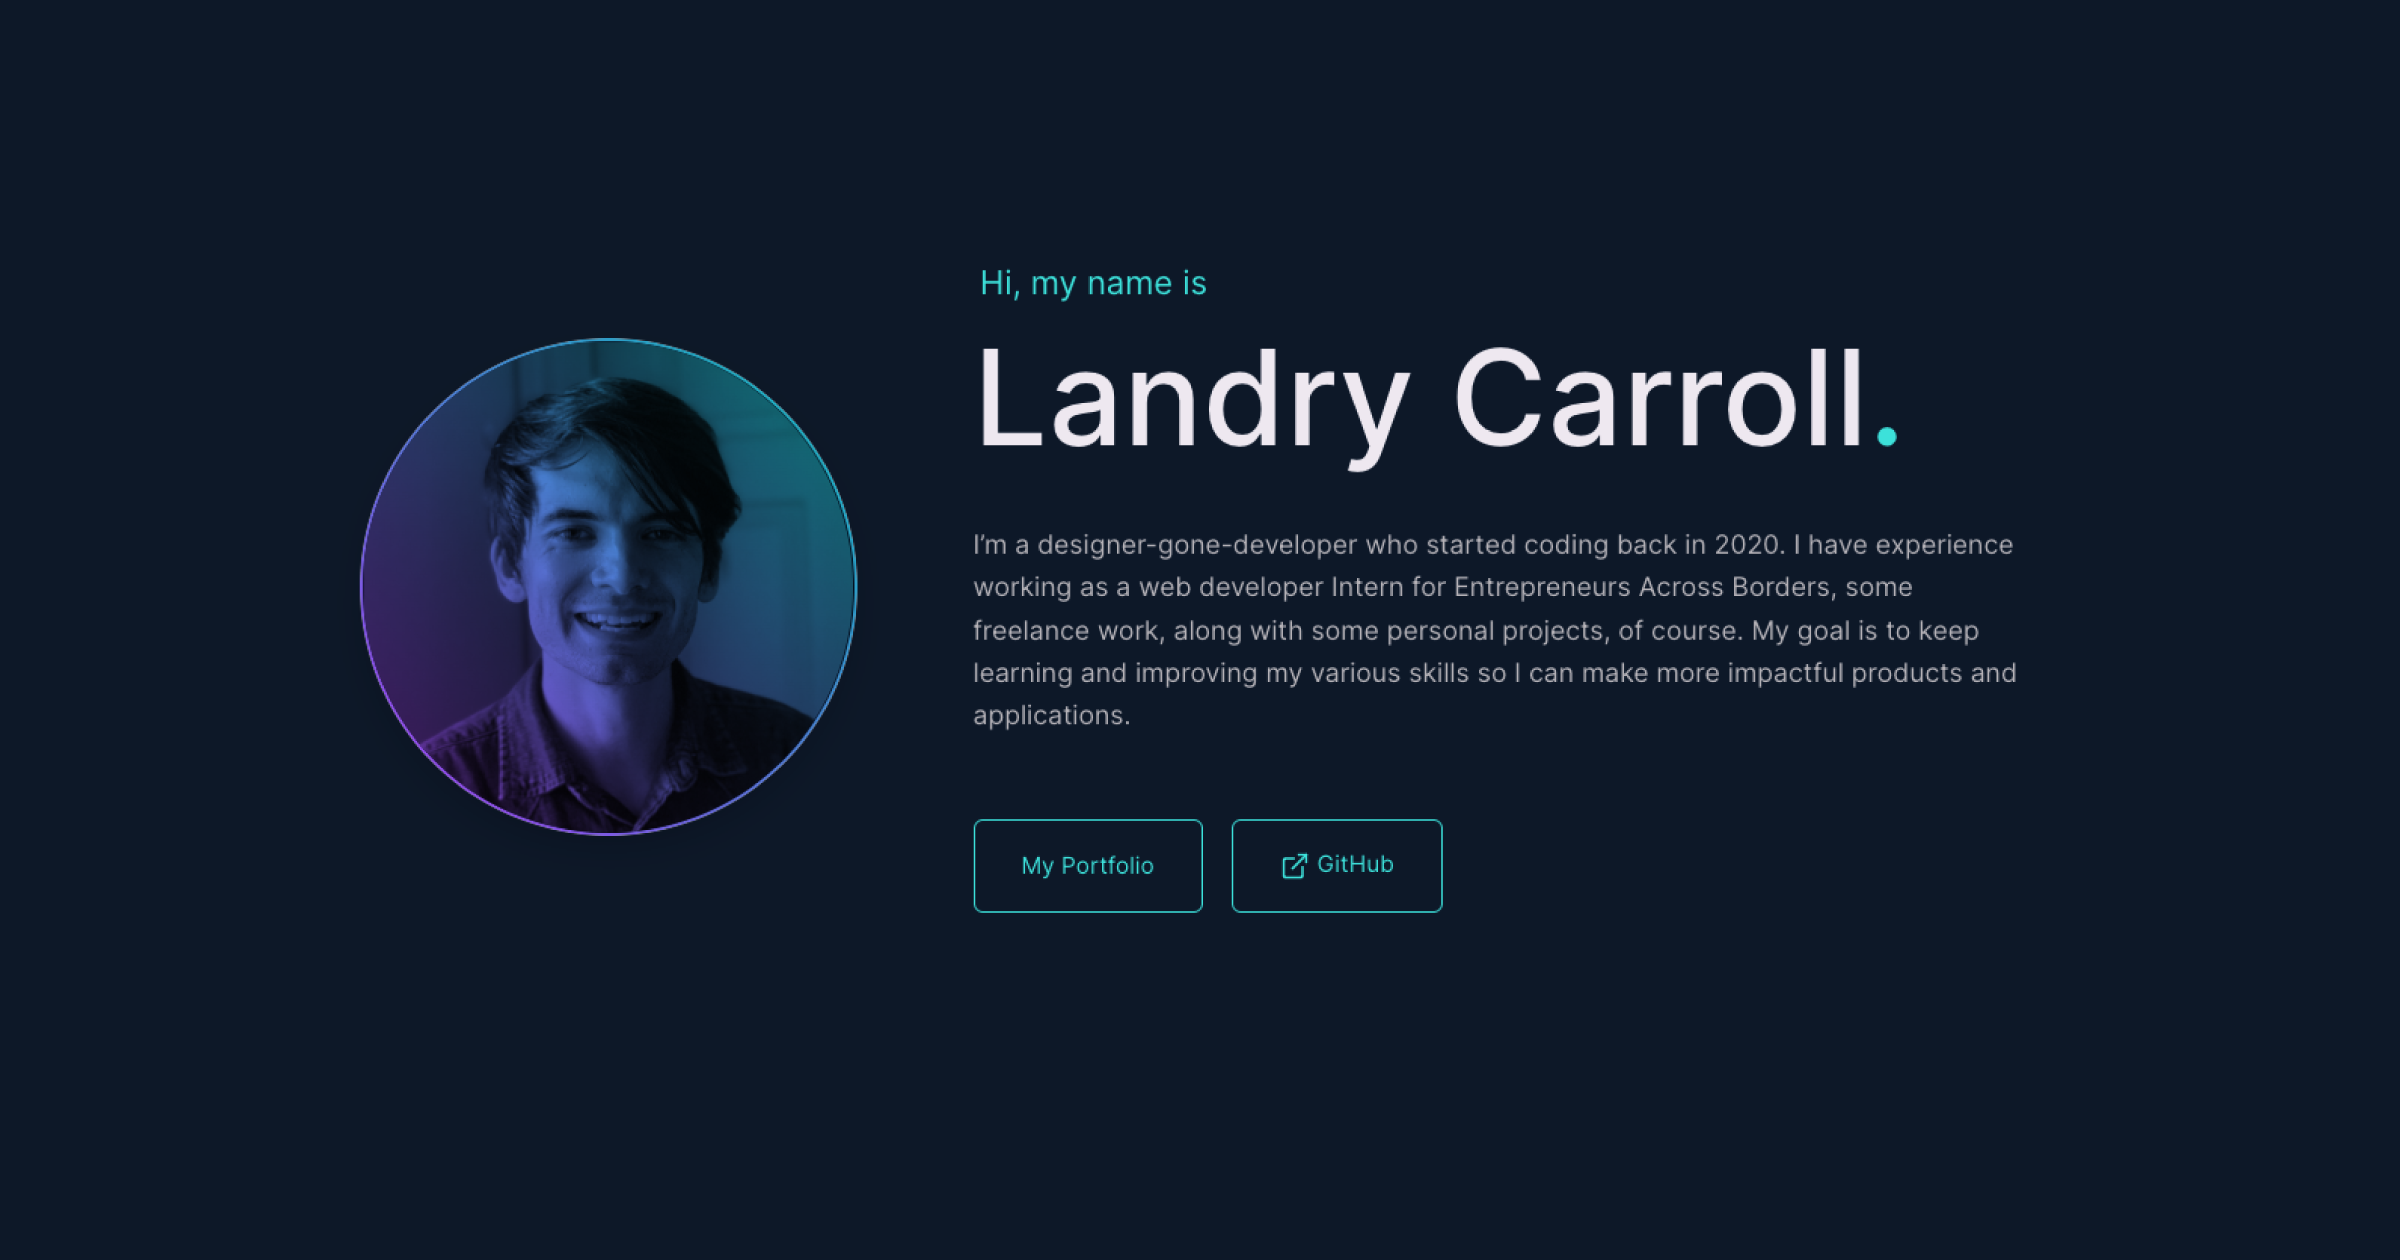 Hi, my name is
Landry Carroll.
I’m a designer-gone-developer who started coding back in 2020. I have experience
working as a web developer Intern for Entrepreneurs Across Borders, some
freelance work, along with some personal projects, of course. My goal is to keep
learning and improving my various skills so I can make more impactful products and
applications.
My Portfolio
GitHub